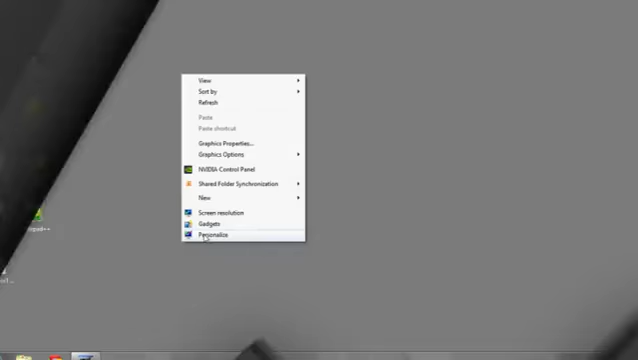 View
Sort by
Refresh
Paste
Paste shortcut
Graphics Properties...
Graphics Options
NVIDIA Control Panel
Shared Folder Synchronization
New
Screen resolution
Gadgets
Personalize